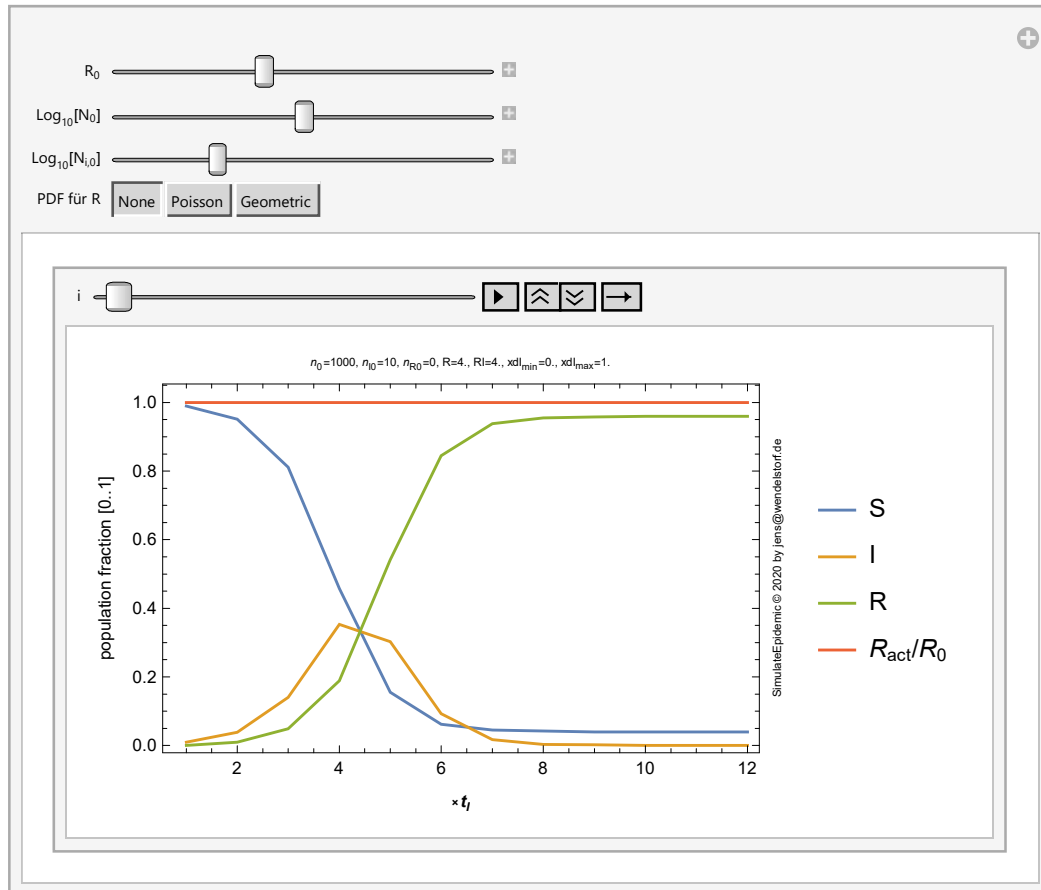 R0
Log10[N0]
Log10[Ni,0]
PDF für R None Poisson Geometric
i
n0=1000, nI0=10, nR0=0, R=4., RI=4., xdImin=0., xdImax=1.
population fraction [0..1]
1.0
0.8
0.6
0.4
0.2
0.0
2 4 6 8 10 12
× tI
SimulateEpidemic © 2020 by jens@wendelstorf.de
S
I
R
Ract/R0